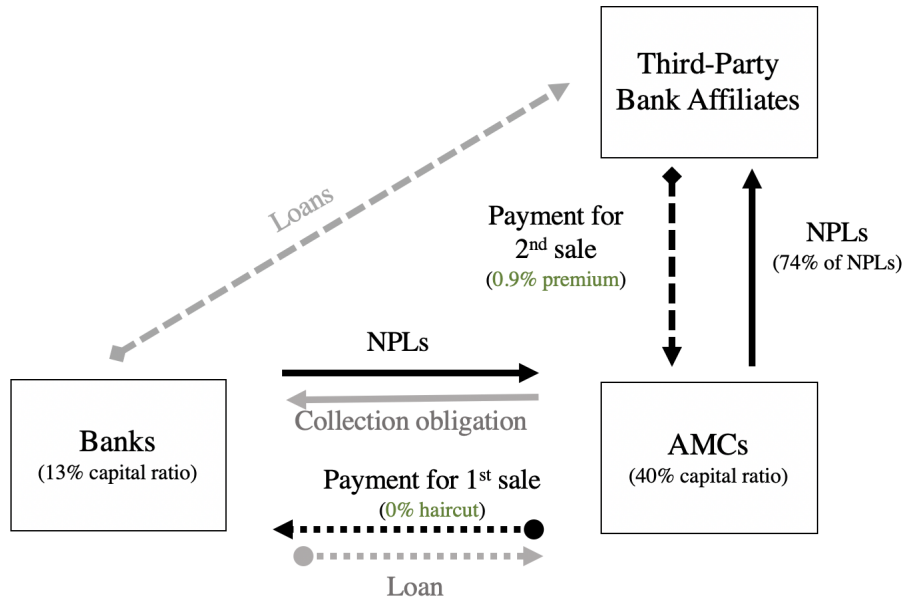 Third-Party
Bank Affiliates
Loans
Payment for
2nd sale
(0.9% premium)
NPLs
(74% of NPLs)
NPLs
Collection obligation
Banks
(13% capital ratio)
AMCs
(40% capital ratio)
Payment for 1st sale
(0% haircut)
Loan